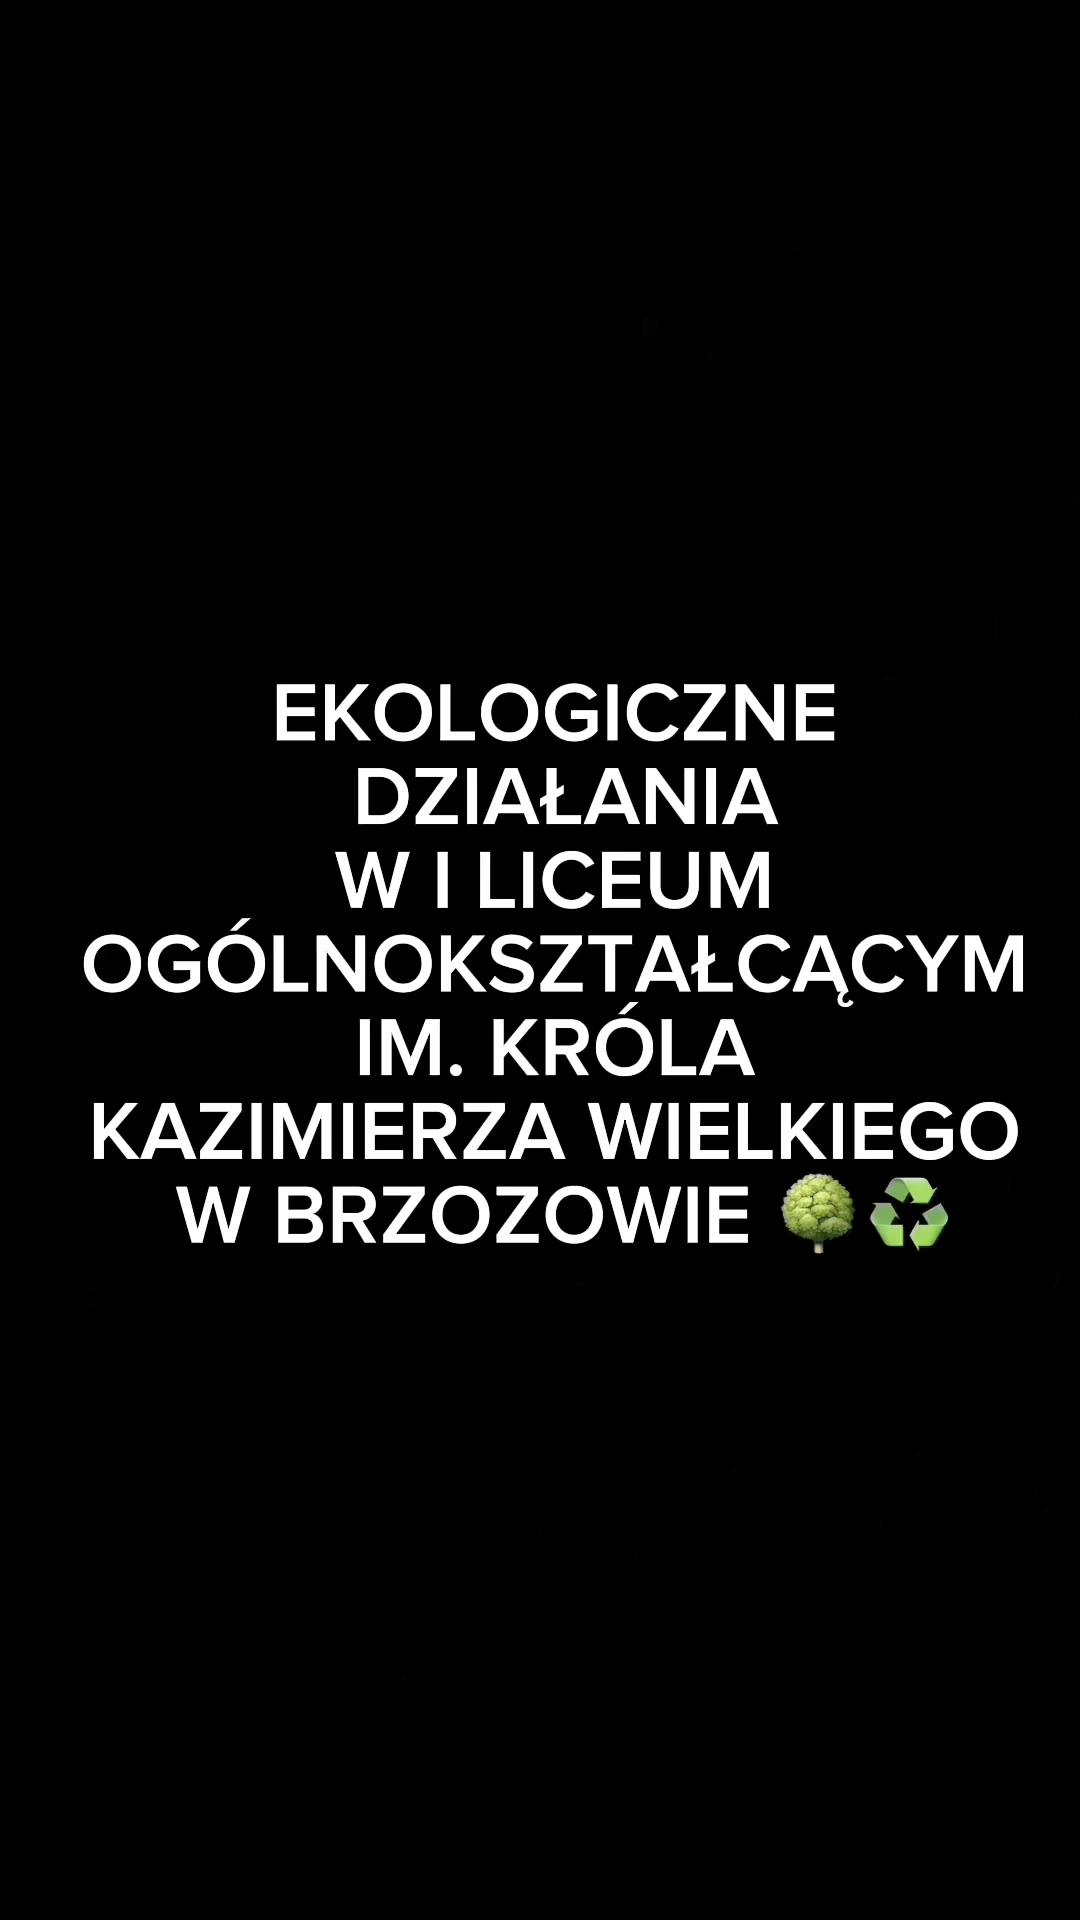 EKOLOGICZNE
DZIAŁANIA
W I LICEUM
OGÓLNOKSZTAŁCĄCYM
IM. KRÓLA
KAZIMIERZA WIELKIEGO
W BRZOZOWIE 🌳♻️